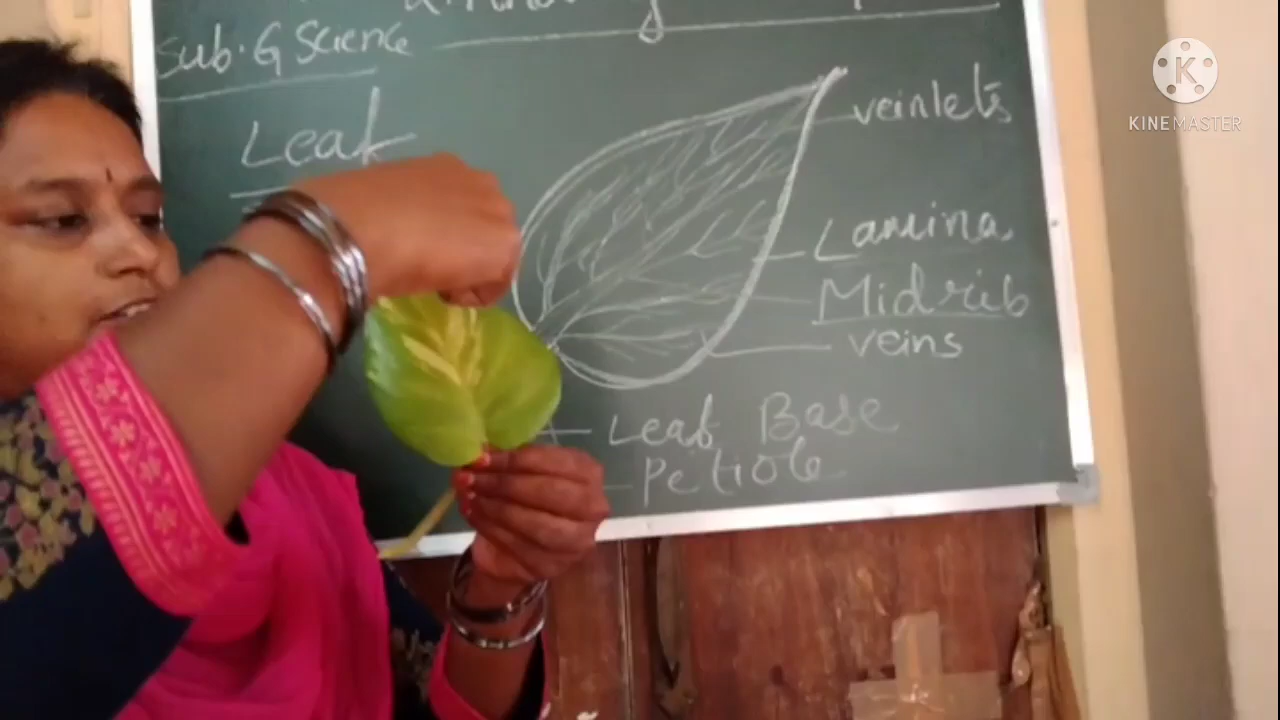 Sub: G Science
Leaf
veinlets
Lamina
Midrib
veins
Leaf Base
Petiole
K
KINEMASTER